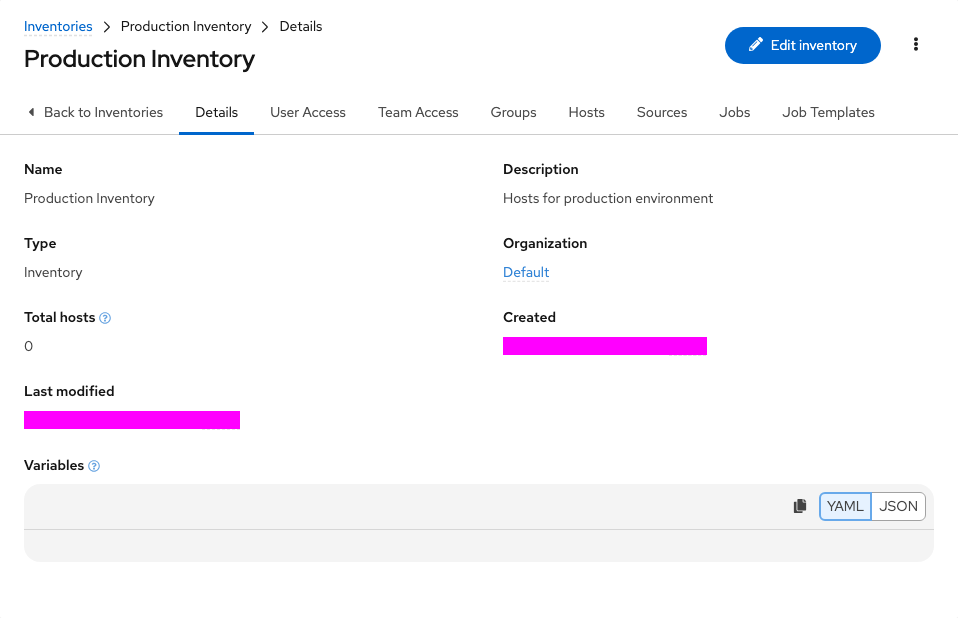 Inventories > Production Inventory > Details
Production Inventory
Edit inventory
Back to Inventories Details User Access Team Access Groups Hosts Sources Jobs Job Templates
Name
Production Inventory
Description
Hosts for production environment
Type
Inventory
Organization
Default
Total hosts
0
Created
Last modified
Variables
YAML JSON